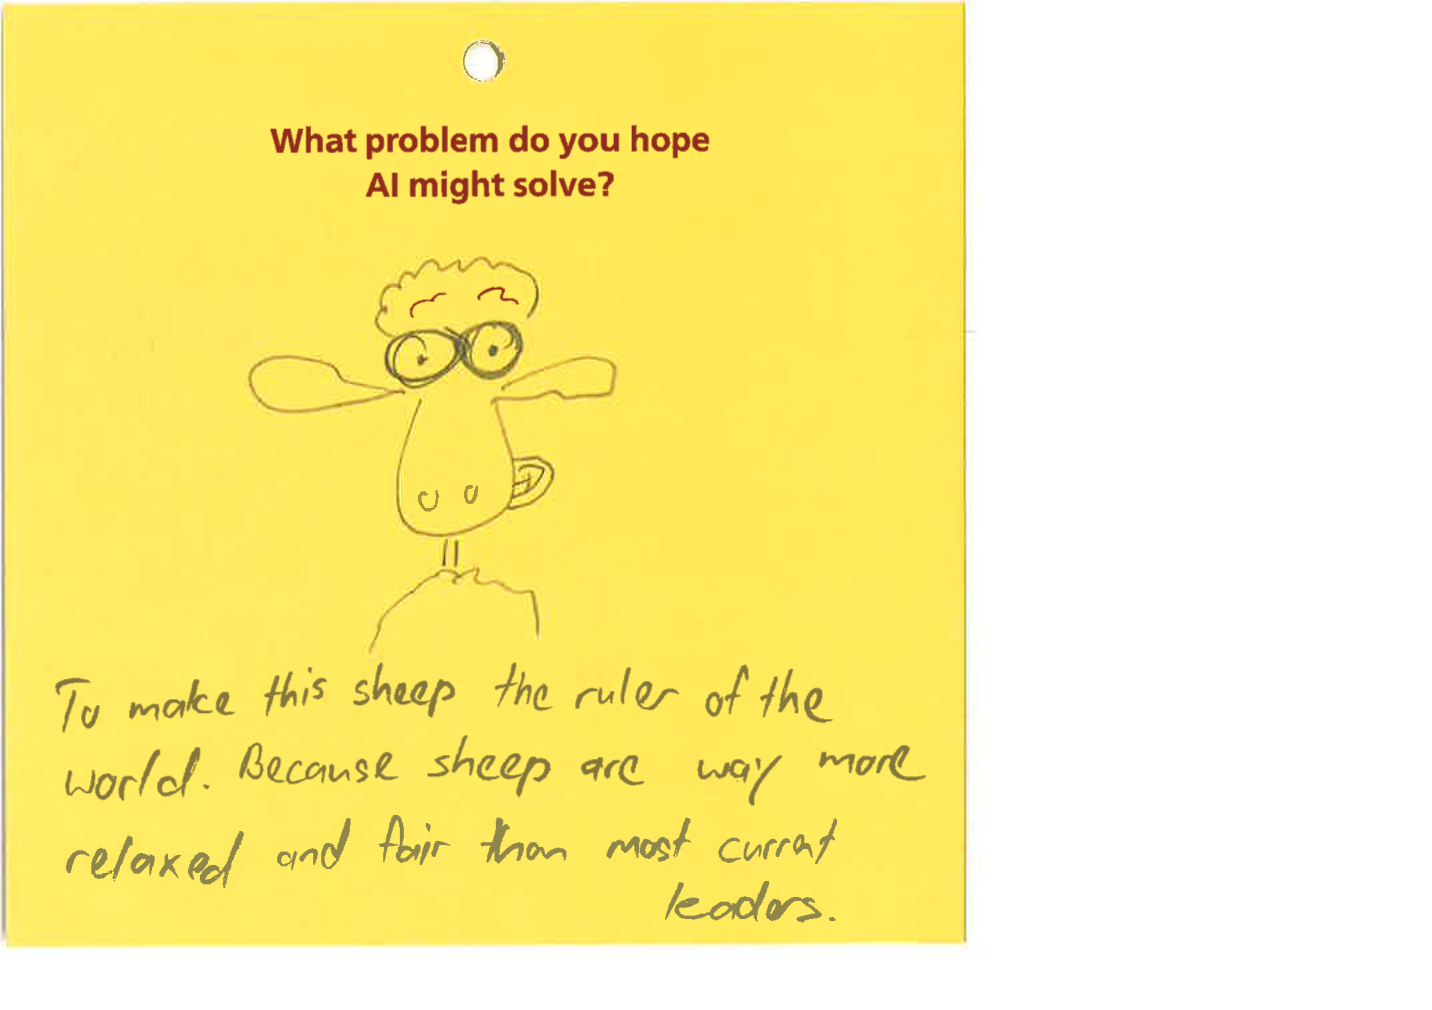 What problem do you hope
AI might solve?
To make this sheep the ruler of the
world. Because sheep are way more
relaxed and fair than most current
leaders.